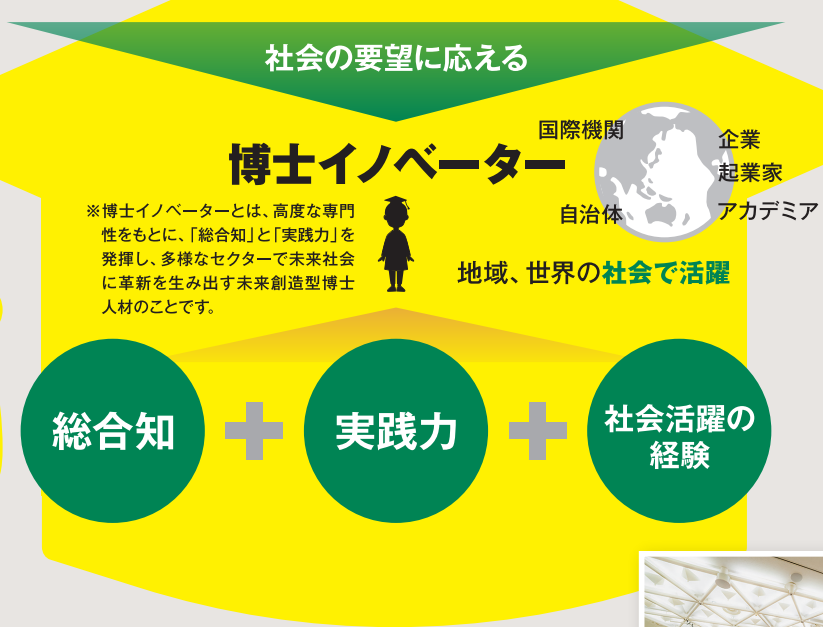 社会の要望に応える
博士イノベーター
国際機関
企業
起業家
自治体
アカデミア
※博士イノベーターとは、高度な専門
性をもとに、「総合知」と「実践力」を
発揮し、多様なセクターで未来社会
に革新を生み出す未来創造型博士
人材のことです。
地域、世界の社会で活躍
総合知
実践力
社会活躍の
経験